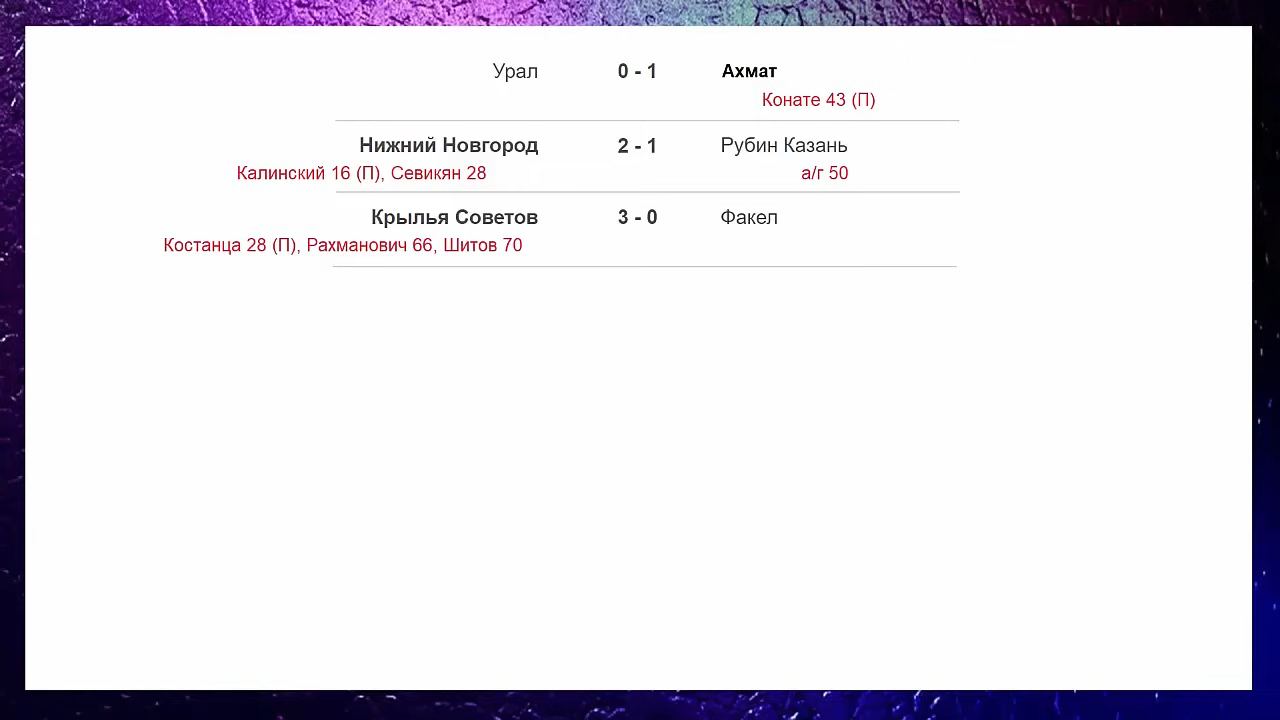 Урал 0 - 1 Ахмат
Конате 43 (П)
Нижний Новгород 2 - 1 Рубин Казань
Калинский 16 (П), Севикян 28 а/г 50
Крылья Советов 3 - 0 Факел
Костанца 28 (П), Рахманович 66, Шитов 70